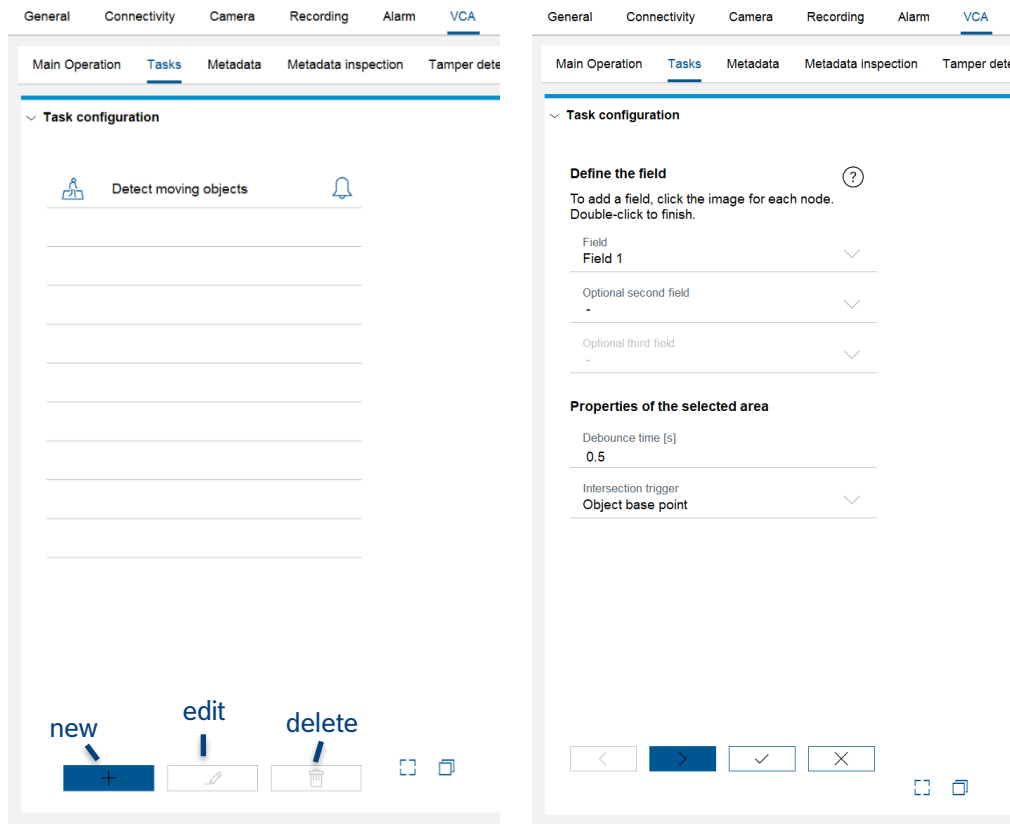 General Connectivity Camera Recording Alarm VCA
Main Operation Tasks Metadata Metadata inspection Tamper dete
Task configuration
Detect moving objects
new
edit
delete
General Connectivity Camera Recording Alarm VCA
Main Operation Tasks Metadata Metadata inspection Tamper dete
Task configuration
Define the field
?
To add a field, click the image for each node.
Double-click to finish.
Field
Field 1
Optional second field
-
Optional third field
-
Properties of the selected area
Debounce time [s]
0.5
Intersection trigger
Object base point